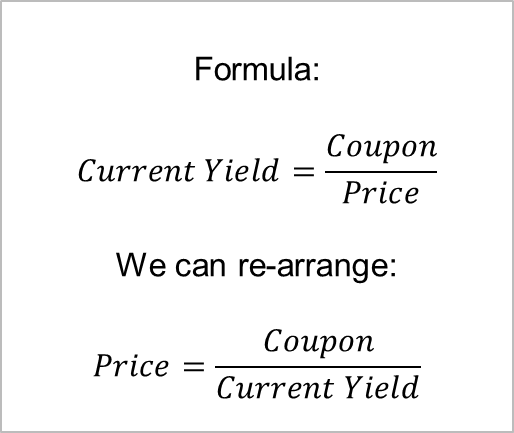 Formula:
Current Yield = Coupon / Price
We can re-arrange:
Price = Coupon / Current Yield